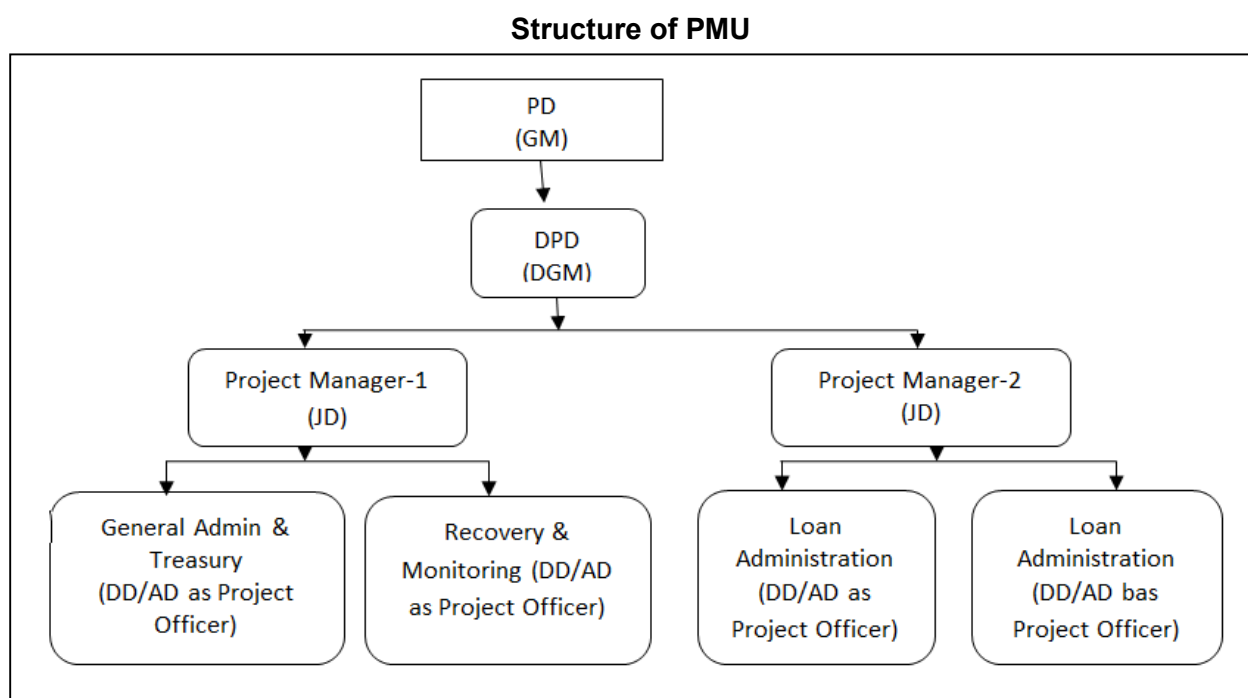 Structure of PMU
PD
(GM)
DPD
(DGM)
Project Manager-1
(JD)
Project Manager-2
(JD)
General Admin &
Treasury
(DD/AD as Project
Officer)
Recovery &
Monitoring (DD/AD
as Project Officer)
Loan
Administration
(DD/AD as
Project Officer)
Loan
Administration
(DD/AD bas
Project Officer)